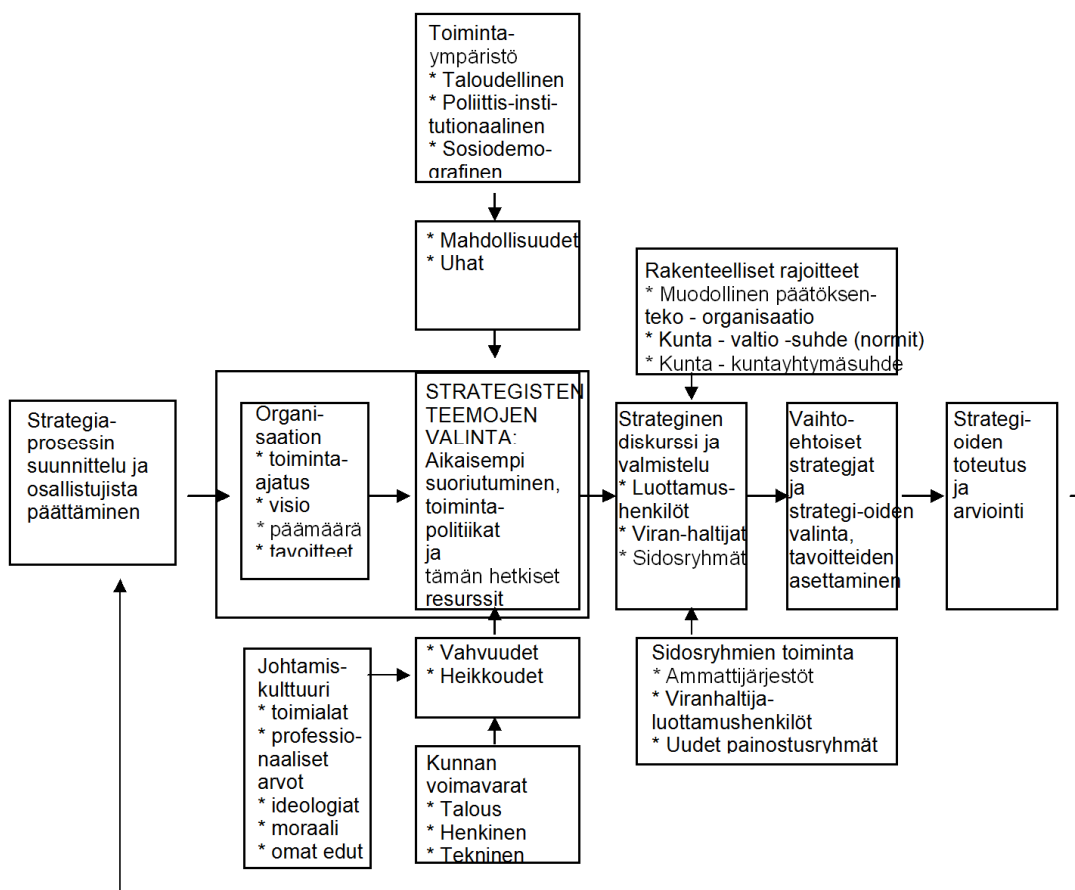 Toiminta-
ympäristö
* Taloudellinen
* Poliittis-insti-
tutionaalinen
* Sosiodemo-
grafinen
* Mahdollisuudet
* Uhat
Rakenteelliset rajoitteet
* Muodollinen päätöksen-
teko - organisaatio
* Kunta - valtio -suhde (normit)
* Kunta - kuntayhtymäsuhde
Strategia-
prosessin
suunnittelu ja
osallistujista
päättäminen
Organi-
saation
* toiminta-
ajatus
* visio
* päämäärä
* tavoitteet
STRATEGISTEN
TEEMOJEN
VALINTA:
Aikaisempi
suoriutuminen,
toiminta-
politiikat
ja
tämän hetkiset
resurssit
Strateginen
diskurssi ja
valmistelu
* Luottamus-
henkilöt
* Viran-haltijat
* Sidosryhmät
Vaihto-
ehtoiset
strategjat
ja
strategi-oiden
valinta,
tavoitteiden
asettaminen
Strategi-
oiden
toteutus
ja
arviointi
Johtamis-
kulttuuri
* toimialat
* professio-
naaliset
arvot
* ideologiat
* moraali
* omat edut
* Vahvuudet
* Heikkoudet
Kunnan
voimavarat
* Talous
* Henkinen
* Tekninen
Sidosryhmien toiminta
* Ammattijärjestöt
* Viranhaltija-
luottamushenkilöt
* Uudet painostusryhmät